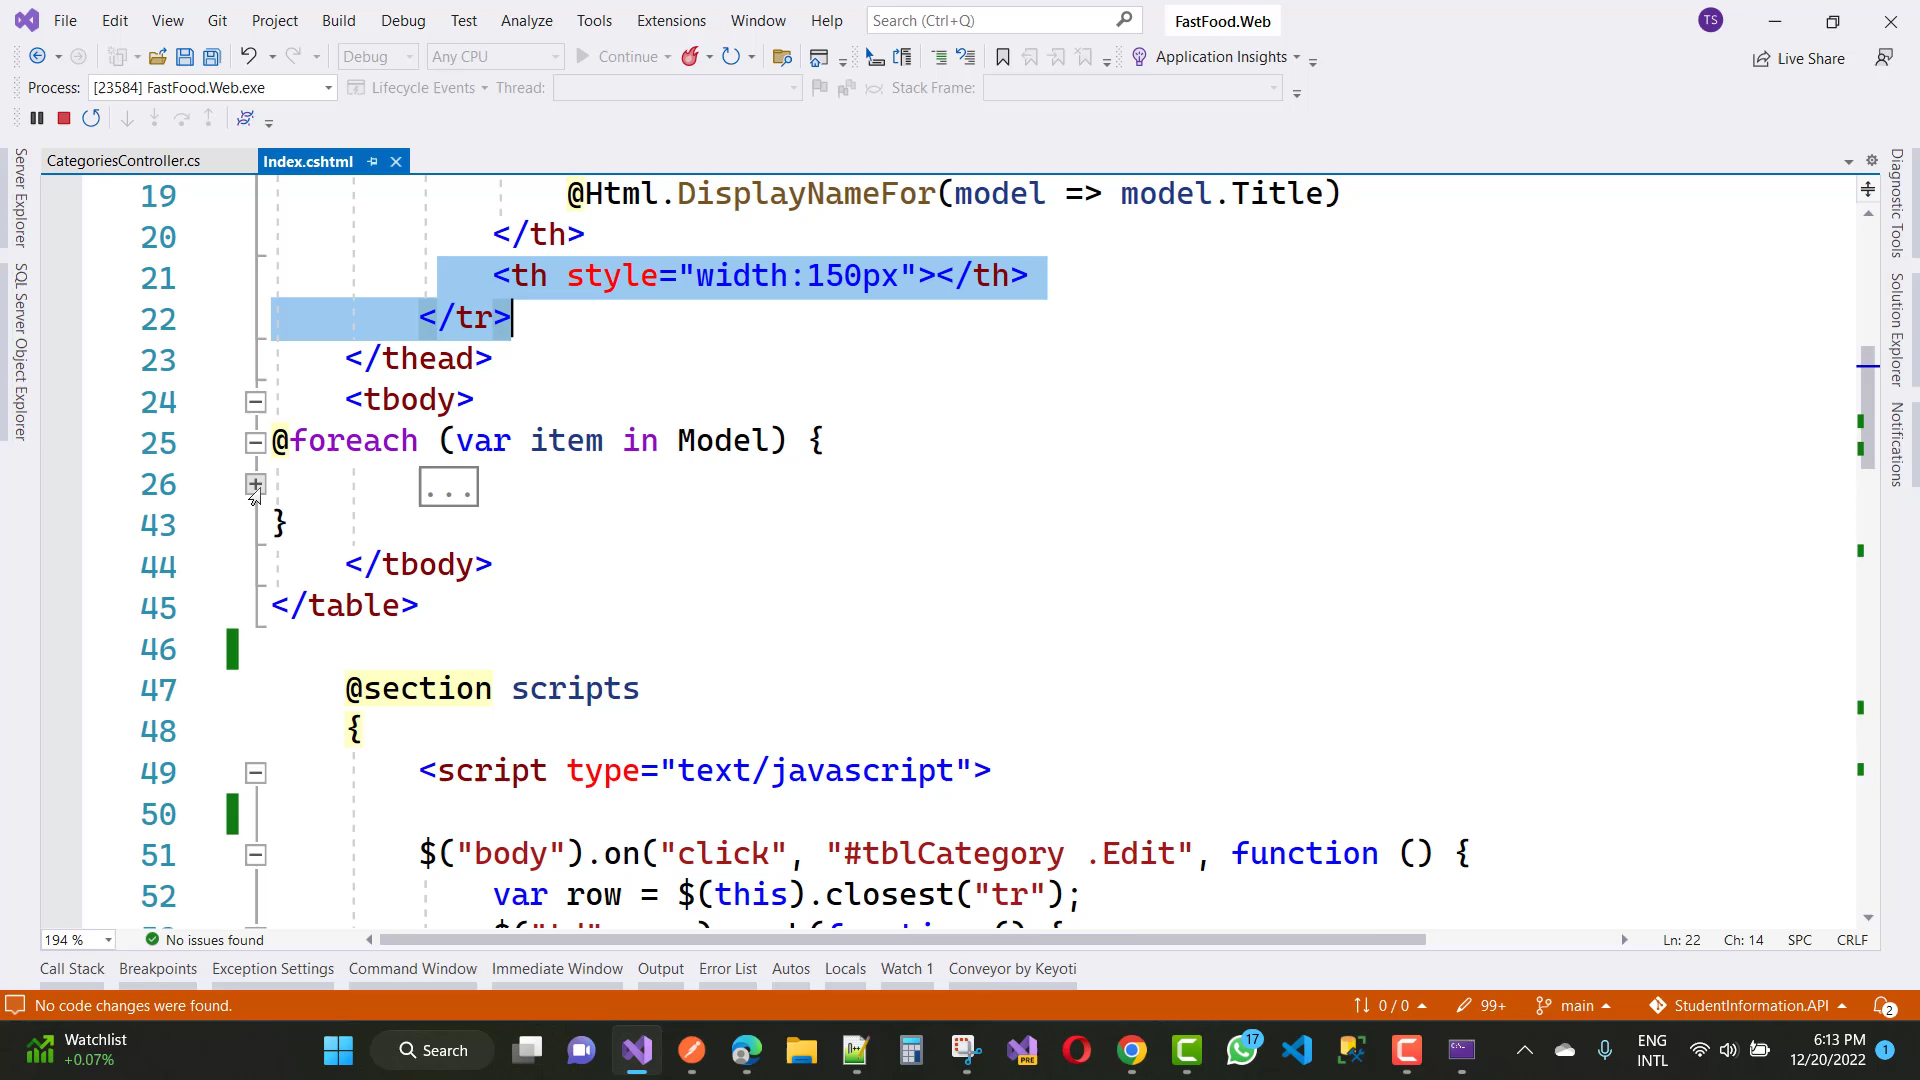 File Edit View Git Project Build Debug Test Analyze Tools Extensions Window Help Search (Ctrl+Q) FastFood.Web TS
Debug Any CPU Continue Application Insights Live Share
Process: [23584] FastFood.Web.exe Lifecycle Events Thread: Stack Frame:
CategoriesController.cs Index.cshtml
Server Explorer
SQL Server Object Explorer
Diagnostic Tools
Solution Explorer
Notifications
19 @Html.DisplayNameFor(model => model.Title)
20 </th>
21 <th style="width:150px"></th>
22 </tr>
23 </thead>
24 <tbody>
25 @foreach (var item in Model) {
26 ...
43 }
44 </tbody>
45 </table>
46
47 @section scripts
48 {
49 <script type="text/javascript">
50
51 $("body").on("click", "#tblCategory .Edit", function () {
52 var row = $(this).closest("tr");
194 % No issues found Ln: 22 Ch: 14 SPC CRLF
Call Stack Breakpoints Exception Settings Command Window Immediate Window Output Error List Autos Locals Watch 1 Conveyor by Keyoti
No code changes were found. 0 / 0 99+ main StudentInformation.API 2
Watchlist
+0.07%
Search
PRE
17
ENG
INTL
6:13 PM
12/20/2022
1